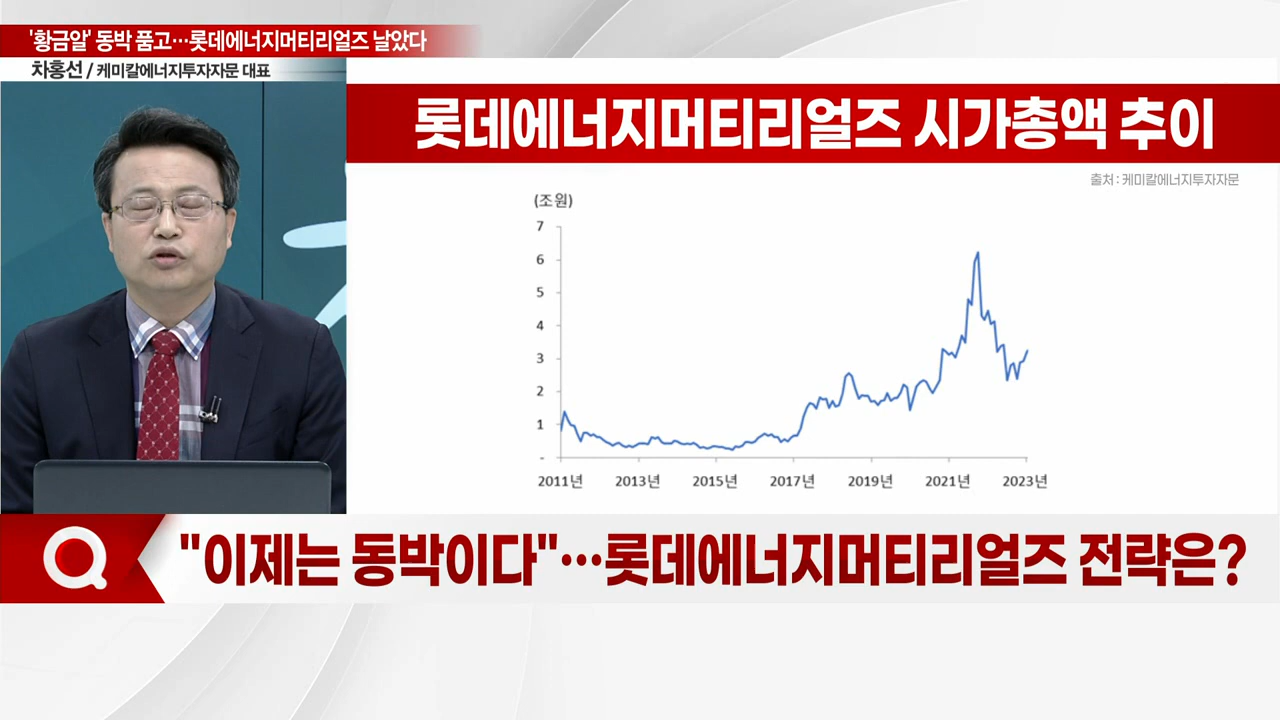 '황금알' 동박 품고…롯데에너지머티리얼즈 날았다
차홍선 / 케미칼에너지투자자문 대표
롯데에너지머티리얼즈 시가총액 추이
출처 : 케미칼에너지투자자문
(조원)
7
6
5
4
3
2
1
-
2011년 2013년 2015년 2017년 2019년 2021년 2023년
Q "이제는 동박이다"…롯데에너지머티리얼즈 전략은?